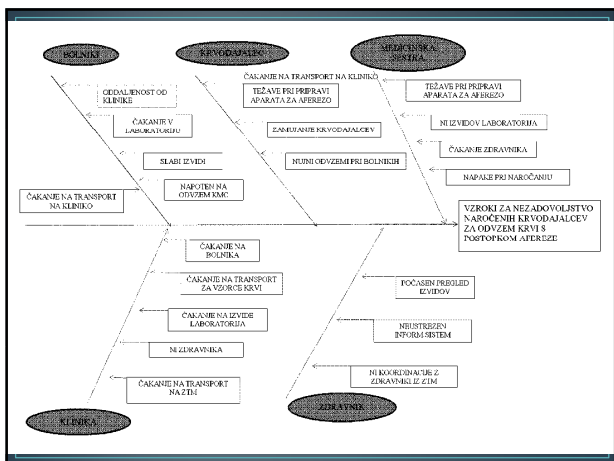 BOLNIKI
KRVODAJALEC
MEDICINSKA
SESTRA
ČAKANJE NA TRANSPORT NA KLINIKO
ODDALJENOST OD
KLINIKE
TEŽAVE PRI PRIPRAVI
APARATA ZA AFEREZO
TEŽAVE PRI PRIPRAVI
APARATA ZA AFEREZO
ČAKANJE V
LABORATORIJU
ZAMUJANJE KRVODAJALCEV
NI IZVIDOV LABORATORIJA
ČAKANJE ZDRAVNIKA
SLABI IZVIDI
NUJNI ODVZEMI PRI BOLNIKIH
NAPAKE PRI NAROČANJU
NAPOTEN NA
ODVZEM KMC
ČAKANJE NA TRANSPORT
NA KLINIKO
VZROKI ZA NEZADOVOLJSTVO
NAROČENIH KRVODAJALCEV
ZA ODVZEM KRVI S
POSTOPKOM AFEREZE
ČAKANJE NA
BOLNIKA
ČAKANJE NA TRANSPORT
ZA VZORCE KRVI
POČASEN PREGLED
IZVIDOV
ČAKANJE NA IZVIDE
LABORATORIJA
NEUSTREZEN
INFORM SISTEM
NI ZDRAVNIKA
NI KOORDINACIJE Z
ZDRAVNIKI IZ ZTM
ČAKANJE NA TRANSPORT
NA ZTM
KLINIKA
ZDRAVNIK